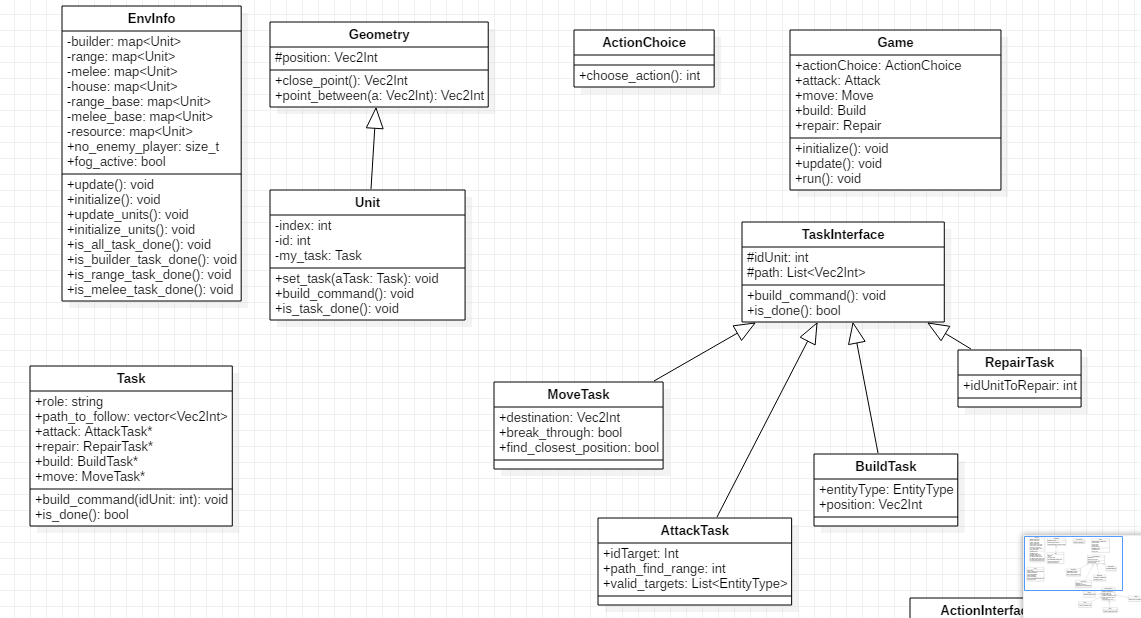 EnvInfo
-builder: map<Unit>
-range: map<Unit>
-melee: map<Unit>
-house: map<Unit>
-range_base: map<Unit>
-melee_base: map<Unit>
-resource: map<Unit>
+no_enemy_player: size_t
+fog_active: bool
+update(): void
+initialize(): void
+update_units(): void
+initialize_units(): void
+is_all_task_done(): void
+is_builder_task_done(): void
+is_range_task_done(): void
+is_melee_task_done(): void
Geometry
#position: Vec2Int
+close_point(): Vec2Int
+point_between(a: Vec2Int): Vec2Int
Unit
-index: int
-id: int
-my_task: Task
+set_task(aTask: Task): void
+build_command(): void
+is_task_done(): void
ActionChoice
+choose_action(): int
Game
+actionChoice: ActionChoice
+attack: Attack
+move: Move
+build: Build
+repair: Repair
+initialize(): void
+update(): void
+run(): void
TaskInterface
#idUnit: int
#path: List<Vec2Int>
+build_command(): void
+is_done(): bool
RepairTask
+idUnitToRepair: int
Task
+role: string
+path_to_follow: vector<Vec2Int>
+attack: AttackTask*
+repair: RepairTask*
+build: BuildTask*
+move: MoveTask*
+build_command(idUnit: int): void
+is_done(): bool
MoveTask
+destination: Vec2Int
+break_through: bool
+find_closest_position: bool
BuildTask
+entityType: EntityType
+position: Vec2Int
AttackTask
+idTarget: Int
+path_find_range: int
+valid_targets: List<EntityType>
ActionInterfac